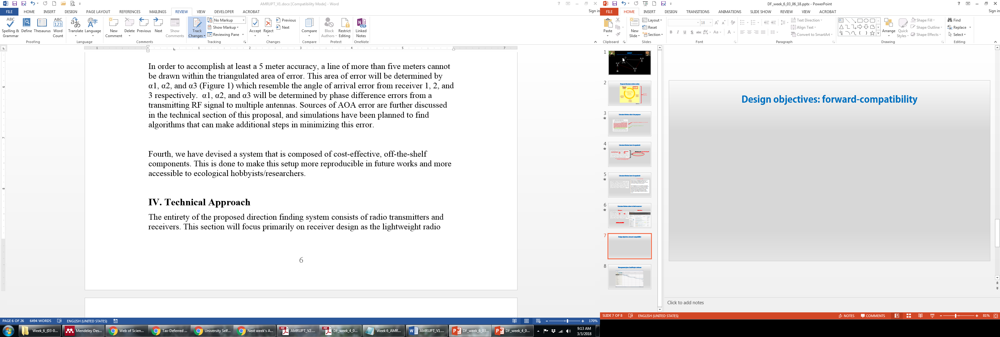 AMRUPT_V1.docx [Compatibility Mode] - Word
Sign in
FILE HOME INSERT DESIGN PAGE LAYOUT REFERENCES MAILINGS REVIEW VIEW DEVELOPER ACROBAT
Spelling & Grammar
Define
Thesaurus
Word Count
Proofing
Translate
Language
Language
New Comment
Delete
Previous
Next
Show Comments
Comments
Track Changes
No Markup
Show Markup
Reviewing Pane
Tracking
Accept
Reject
Previous
Next
Changes
Compare
Compare
Block Authors
Restrict Editing
Protect
Linked Notes
OneNote
In order to accomplish at least a 5 meter accuracy, a line of more than five meters cannot
be drawn within the triangulated area of error. This area of error will be determined by
α1, α2, and α3 (Figure 1) which resemble the angle of arrival error from receiver 1, 2, and
3 respectively.  α1, α2, and α3 will be determined by phase difference errors from a
transmitting RF signal to multiple antennas. Sources of AOA error are further discussed
in the technical section of this proposal, and simulations have been planned to find
algorithms that can make additional steps in minimizing this error.
Fourth, we have devised a system that is composed of cost-effective, off-the-shelf
components. This is done to make this setup more reproducible in future works and more
accessible to ecological hobbyists/researchers.
IV. Technical Approach
The entirety of the proposed direction finding system consists of radio transmitters and
receivers. This section will focus primarily on receiver design as the lightweight radio
6
PAGE 6 OF 26 6494 WORDS ENGLISH (UNITED STATES) 170%
DF_week_6_03_06_18.pptx - PowerPoint
Sign in
FILE HOME INSERT DESIGN TRANSITIONS ANIMATIONS SLIDE SHOW REVIEW VIEW ACROBAT
Paste
Clipboard
New Slide
Layout
Reset
Section
Slides
18
Font
Text Direction
Align Text
Convert to SmartArt
Paragraph
Arrange
Quick Styles
Shape Fill
Shape Outline
Shape Effects
Drawing
Find
Replace
Select
Editing
1
2
3
4
5
6
7
8
Design objectives: forward-compatibility
Click to add notes
SLIDE 7 OF 8 ENGLISH (UNITED STATES) NOTES COMMENTS 81%
Week_6_(03-0...
Mendeley Des...
Web of Scien...
Tax-Deferred ...
University Self...
Next week's A...
AMRUPT_V2....
DF_week_4_0...
Week 6_AMR...
AMRUPT_V1....
DF_week_6_03...
DF_week_4_0...
9:13 AM
3/3/2018